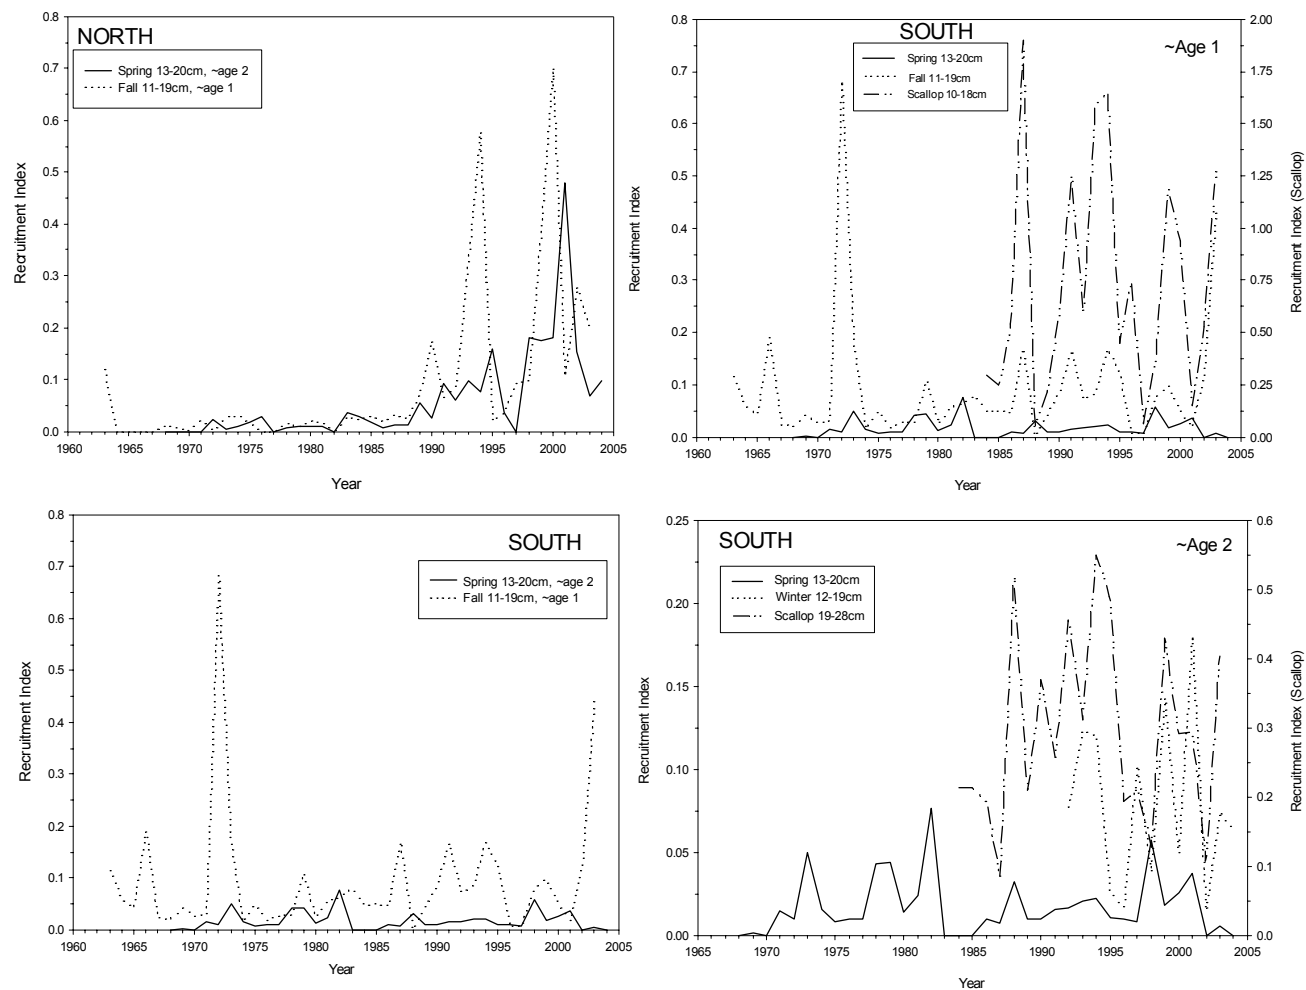 NORTH
Spring 13-20cm, ~age 2
Fall 11-19cm, ~age 1
0.8
0.7
0.6
0.5
0.4
0.3
0.2
0.1
0.0
Recruitment Index
1960 1965 1970 1975 1980 1985 1990 1995 2000 2005
Year
SOUTH
~Age 1
Spring 13-20cm
Fall 11-19cm
Scallop 10-18cm
0.8
0.7
0.6
0.5
0.4
0.3
0.2
0.1
0.0
Recruitment Index
2.00
1.75
1.50
1.25
1.00
0.75
0.50
0.25
0.00
Recruitment Index (Scallop)
1960 1965 1970 1975 1980 1985 1990 1995 2000 2005
Year
SOUTH
Spring 13-20cm, ~age 2
Fall 11-19cm, ~age 1
0.8
0.7
0.6
0.5
0.4
0.3
0.2
0.1
0.0
Recruitment Index
1960 1965 1970 1975 1980 1985 1990 1995 2000 2005
Year
SOUTH
~Age 2
Spring 13-20cm
Winter 12-19cm
Scallop 19-28cm
0.25
0.20
0.15
0.10
0.05
0.00
Recruitment Index
0.6
0.5
0.4
0.3
0.2
0.1
0.0
Recruitment Index (Scallop)
1965 1970 1975 1980 1985 1990 1995 2000 2005
Year